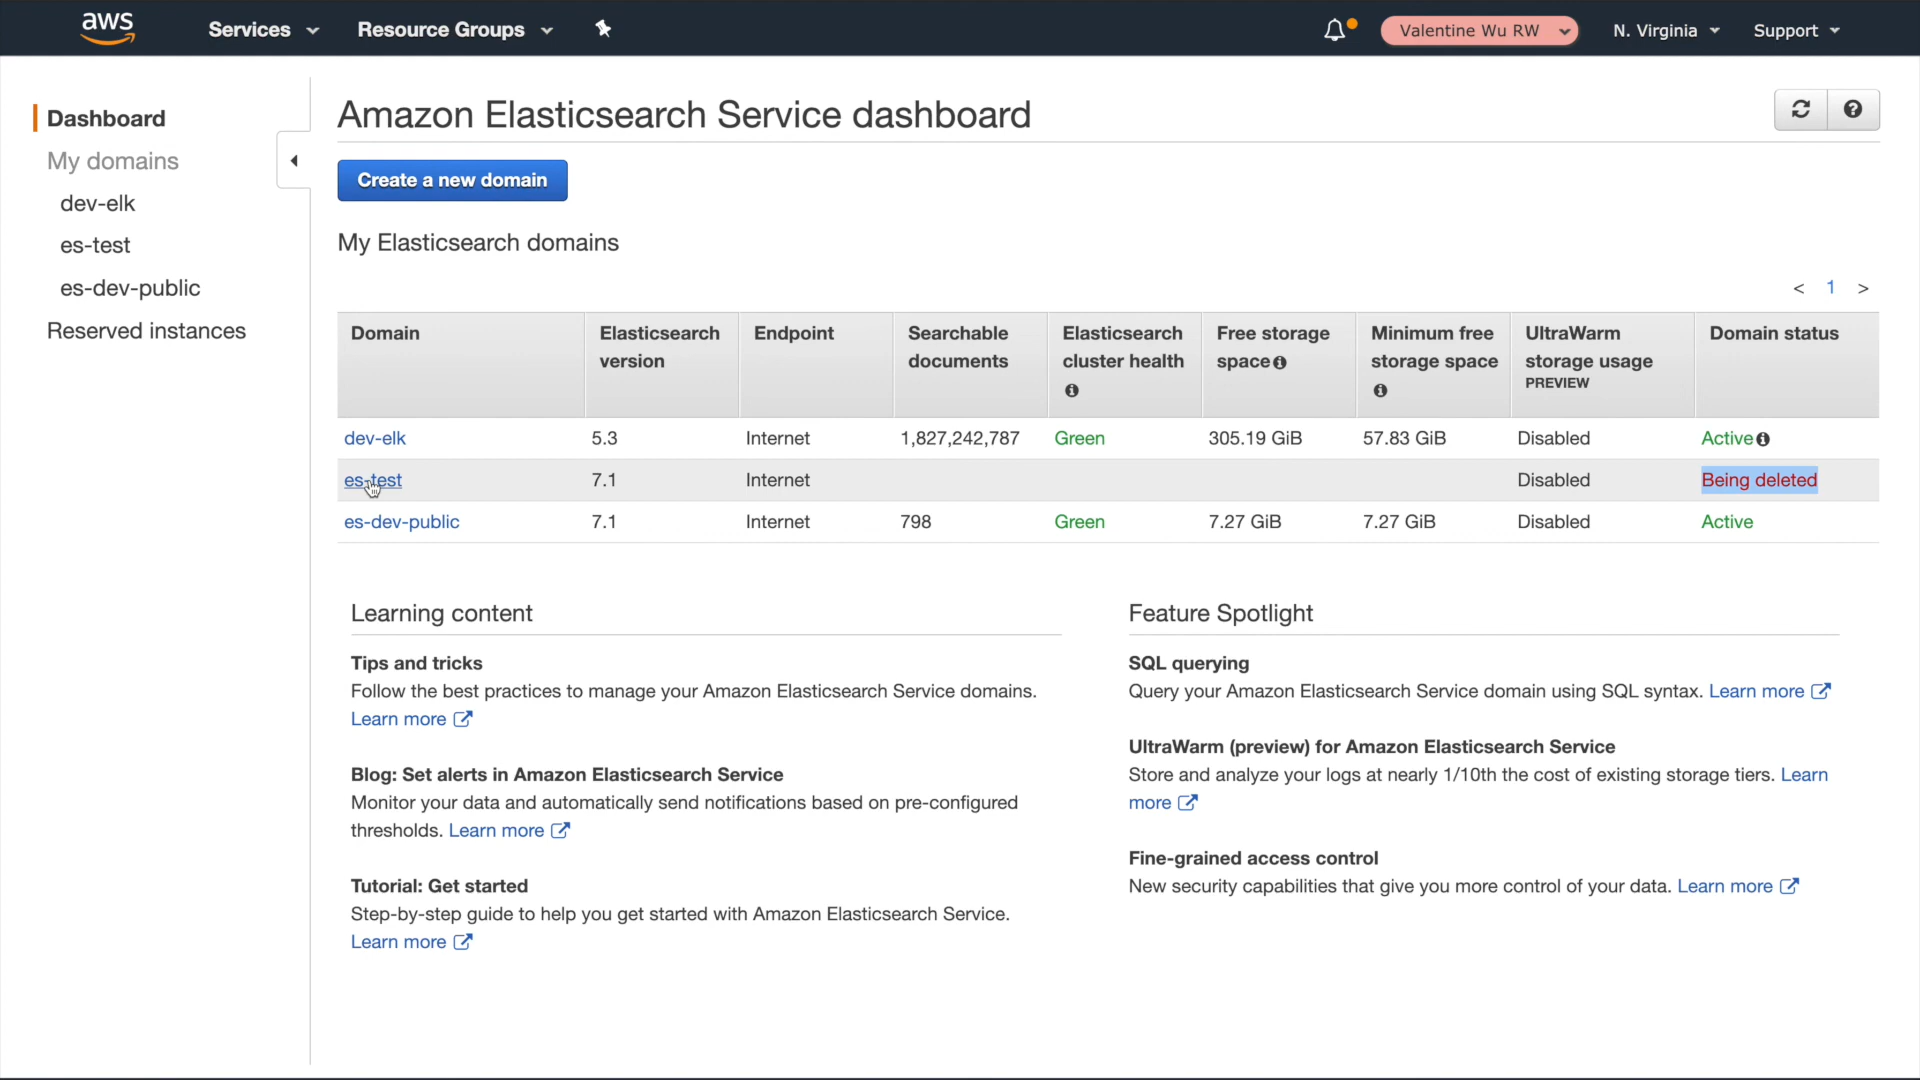 aws Services Resource Groups Valentine Wu RW N. Virginia Support
Dashboard
My domains
dev-elk
es-test
es-dev-public
Reserved instances
Amazon Elasticsearch Service dashboard
Create a new domain
My Elasticsearch domains
< 1 >
Domain
Elasticsearch
version
Endpoint
Searchable
documents
Elasticsearch
cluster health
Free storage
space
Minimum free
storage space
UltraWarm
storage usage
PREVIEW
Domain status
dev-elk 5.3 Internet 1,827,242,787 Green 305.19 GiB 57.83 GiB Disabled Active
es-test 7.1 Internet Disabled Being deleted
es-dev-public 7.1 Internet 798 Green 7.27 GiB 7.27 GiB Disabled Active
Learning content
Tips and tricks
Follow the best practices to manage your Amazon Elasticsearch Service domains.
Learn more
Blog: Set alerts in Amazon Elasticsearch Service
Monitor your data and automatically send notifications based on pre-configured
thresholds. Learn more
Tutorial: Get started
Step-by-step guide to help you get started with Amazon Elasticsearch Service.
Learn more
Feature Spotlight
SQL querying
Query your Amazon Elasticsearch Service domain using SQL syntax. Learn more
UltraWarm (preview) for Amazon Elasticsearch Service
Store and analyze your logs at nearly 1/10th the cost of existing storage tiers. Learn
more
Fine-grained access control
New security capabilities that give you more control of your data. Learn more